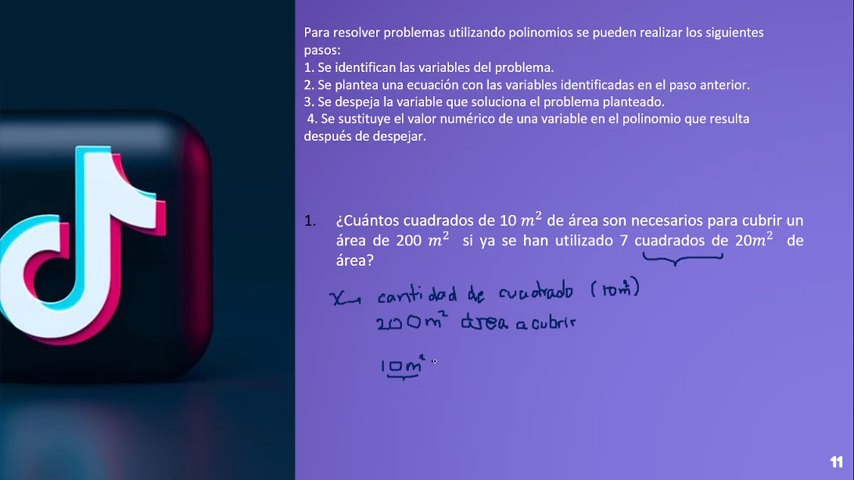 Para resolver problemas utilizando polinomios se pueden realizar los siguientes
pasos:
1. Se identifican las variables del problema.
2. Se plantea una ecuación con las variables identificadas en el paso anterior.
3. Se despeja la variable que soluciona el problema planteado.
4. Se sustituye el valor numérico de una variable en el polinomio que resulta
después de despejar.
1. ¿Cuántos cuadrados de 10 m² de área son necesarios para cubrir un
área de 200 m² si ya se han utilizado 7 cuadrados de 20m² de
área?
x → cantidad de cuadrado (10m²)
200m² área a cubrir
10m²
11